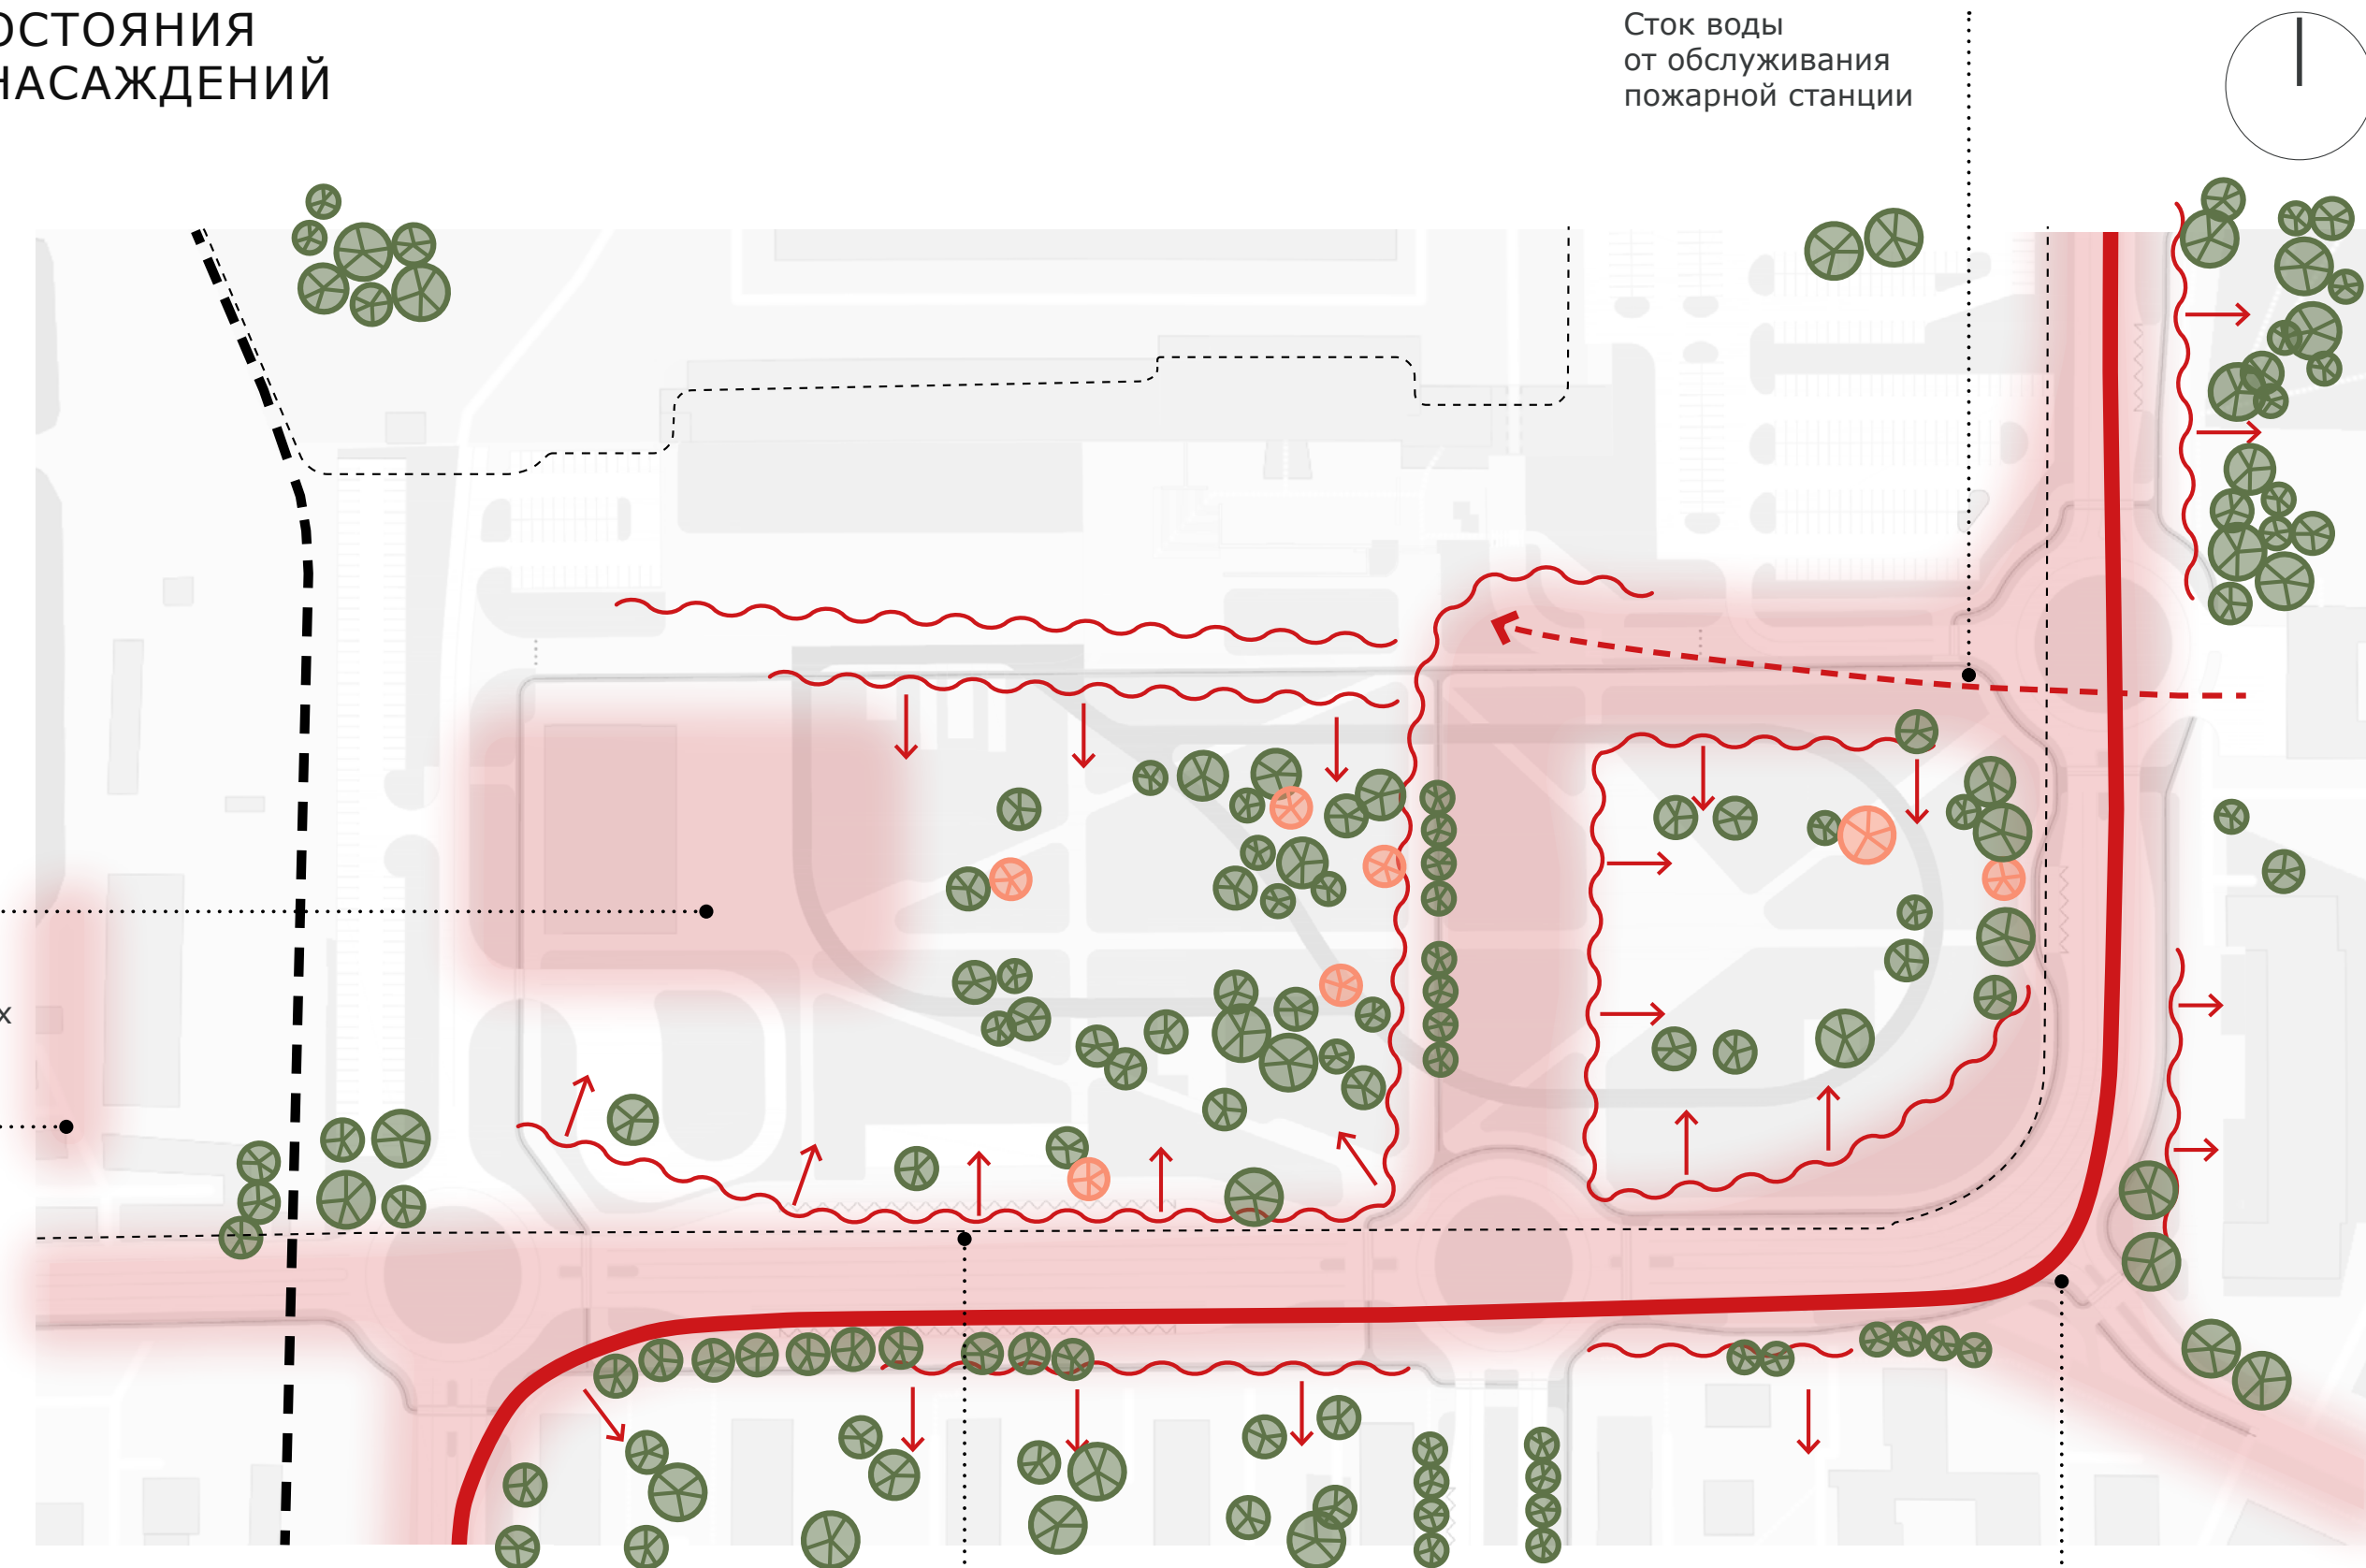 ОСТОЯНИЯ
НАСАЖДЕНИЙ
Сток воды
от обслуживания
пожарной станции
х